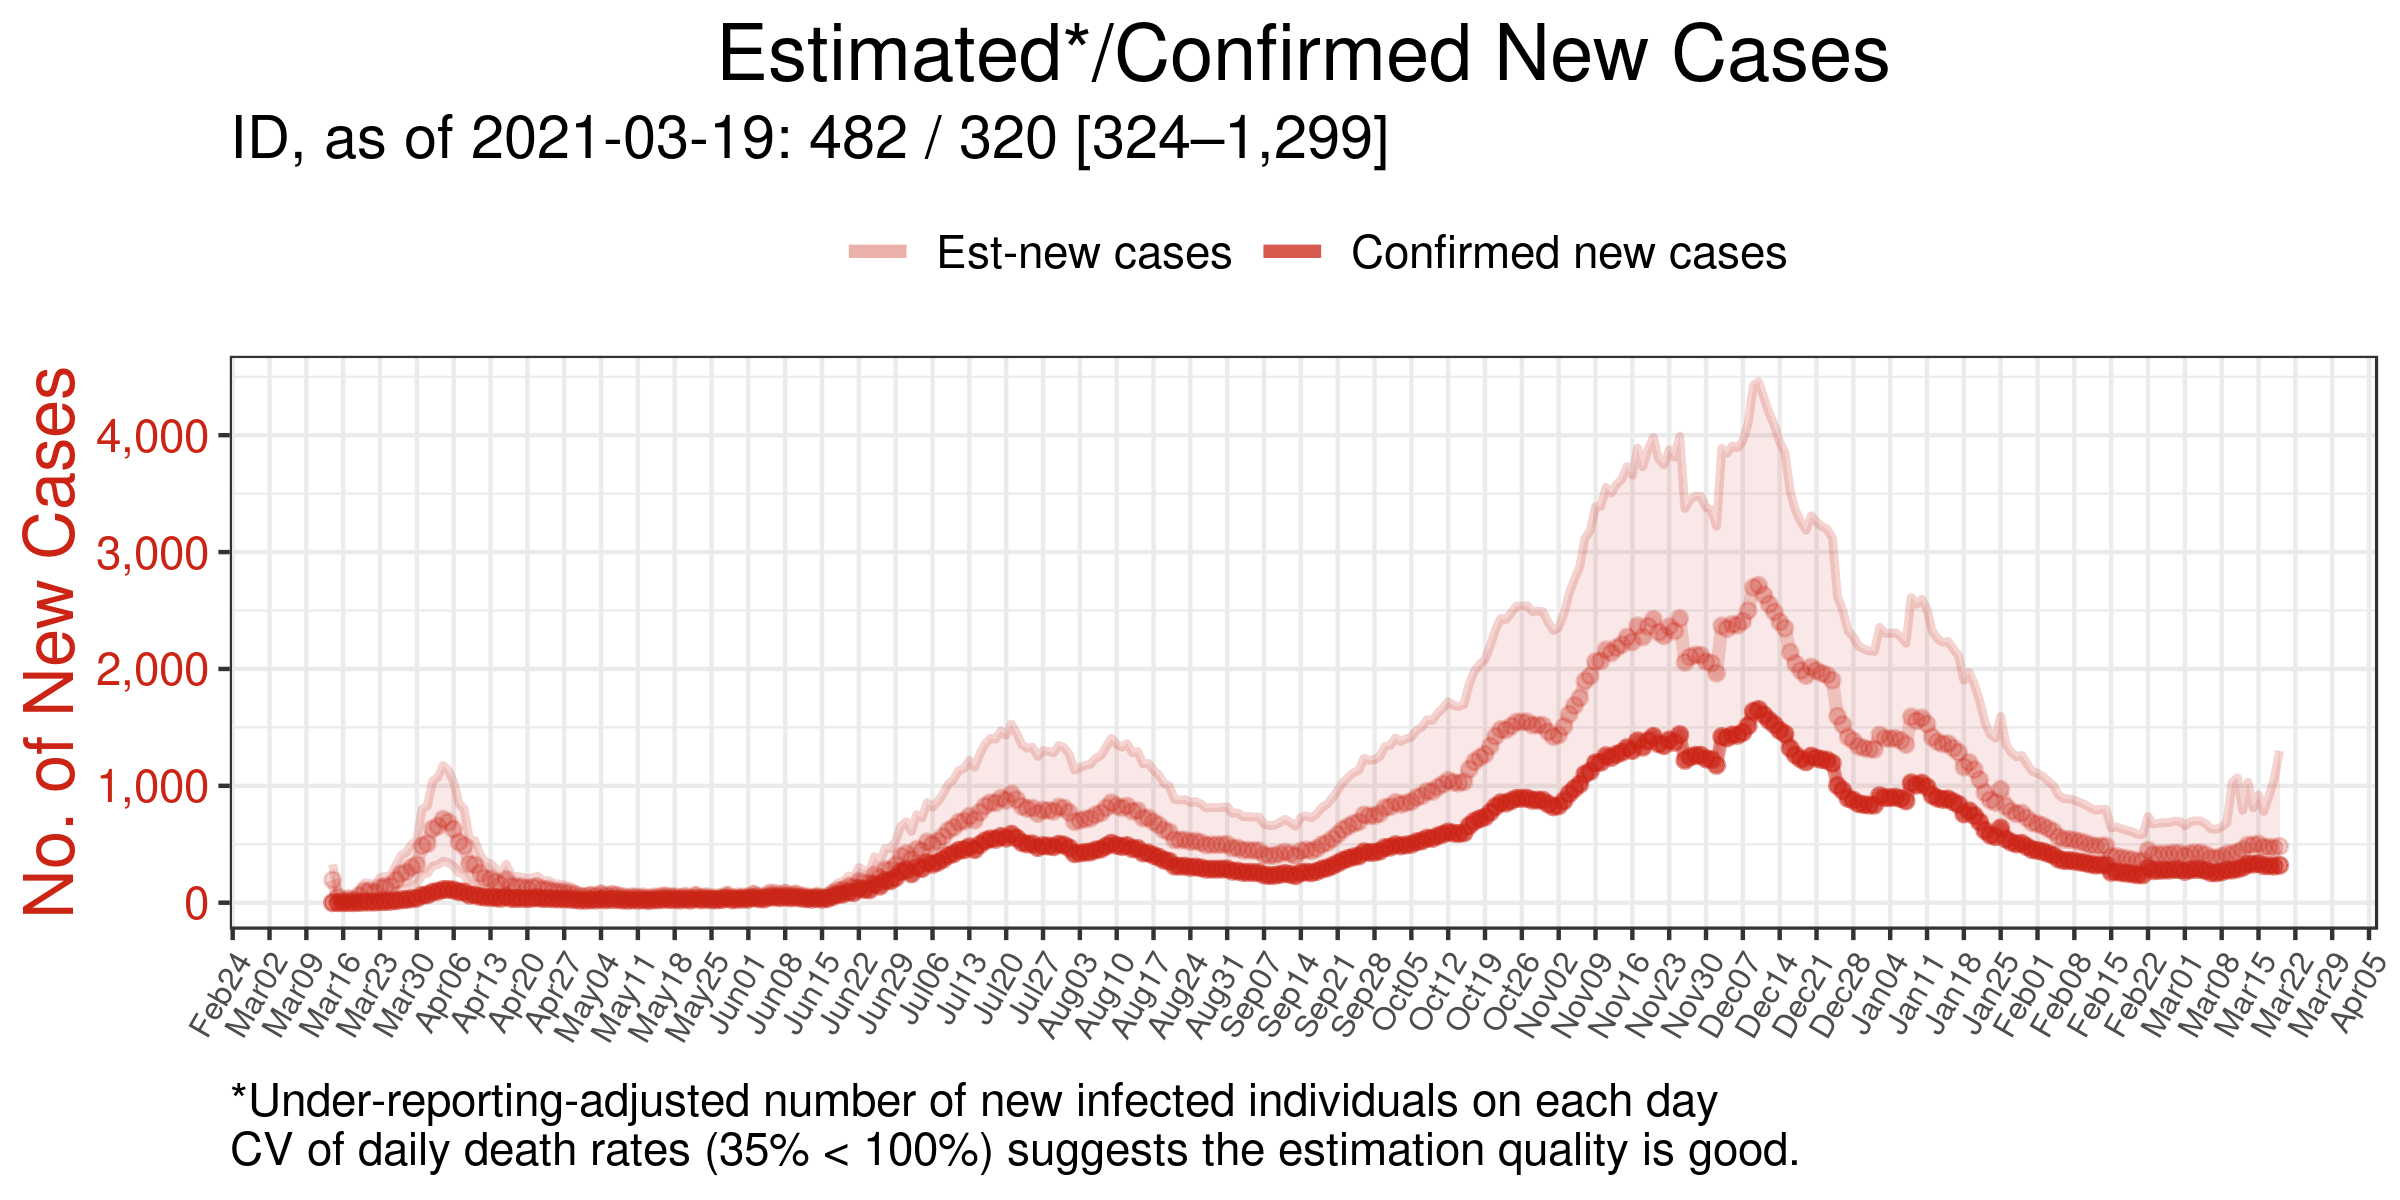 Estimated*/Confirmed New Cases
ID, as of 2021-03-19: 482 / 320 [324–1,299]
Est-new cases Confirmed new cases
No. of New Cases
4,000
3,000
2,000
1,000
0
Feb24 Mar02 Mar09 Mar16 Mar23 Mar30 Apr06 Apr13 Apr20 Apr27 May04 May11 May18 May25 Jun01 Jun08 Jun15 Jun22 Jun29 Jul06 Jul13 Jul20 Jul27 Aug03 Aug10 Aug17 Aug24 Aug31 Sep07 Sep14 Sep21 Sep28 Oct05 Oct12 Oct19 Oct26 Nov02 Nov09 Nov16 Nov23 Nov30 Dec07 Dec14 Dec21 Dec28 Jan04 Jan11 Jan18 Jan25 Feb01 Feb08 Feb15 Feb22 Mar01 Mar08 Mar15 Mar22 Mar29 Apr05
*Under-reporting-adjusted number of new infected individuals on each day
CV of daily death rates (35% < 100%) suggests the estimation quality is good.